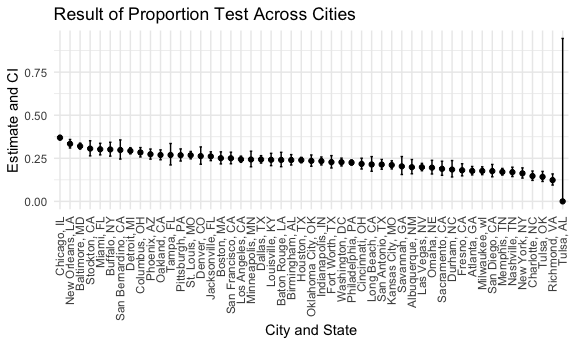 Result of Proportion Test Across Cities
Estimate and CI
0.75
0.50
0.25
0.00
Chicago, IL
New Orleans, LA
Baltimore, MD
Stockton, CA
Miami, FL
Buffalo, NY
San Bernardino, CA
Detroit, MI
Columbus, OH
Phoenix, AZ
Oakland, CA
Tampa, FL
Pittsburgh, PA
St. Louis, MO
Denver, CO
Jacksonville, FL
Boston, MA
San Francisco, CA
Los Angeles, CA
Minneapolis, MN
Dallas, TX
Louisville, KY
Baton Rouge, LA
Birmingham, AL
Houston, TX
Oklahoma City, OK
Indianapolis, IN
Fort Worth, TX
Washington, DC
Philadelphia, PA
Cincinnati, OH
Long Beach, CA
San Antonio, TX
Kansas City, MO
Savannah, GA
Albuquerque, NM
Las Vegas, NV
Omaha, NE
Sacramento, CA
Durham, NC
Fresno, CA
Atlanta, GA
Milwaukee, wI
San Diego, CA
Memphis, TN
Nashville, TN
New York, NY
Charlotte, NC
Tulsa, OK
Richmond, VA
Tulsa, AL
City and State